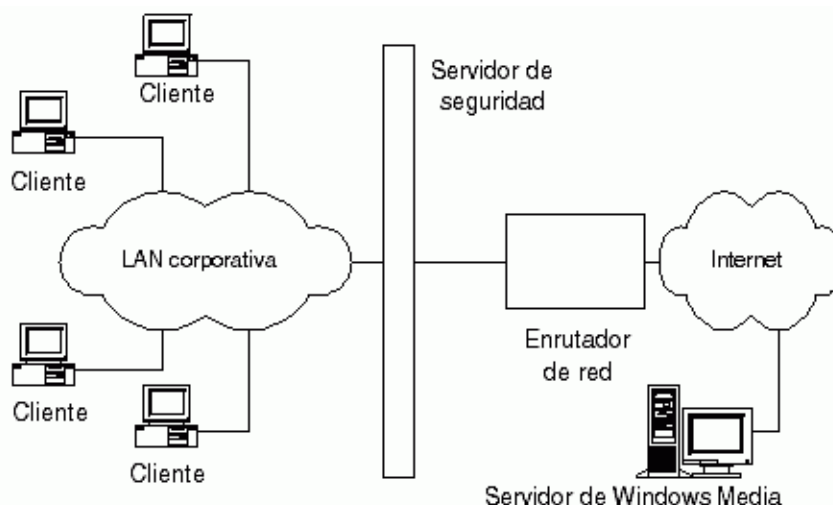 Cliente
Servidor de
seguridad
Cliente
LAN corporativa
Internet
Enrutador
de red
Cliente
Cliente
Servidor de Windows Media